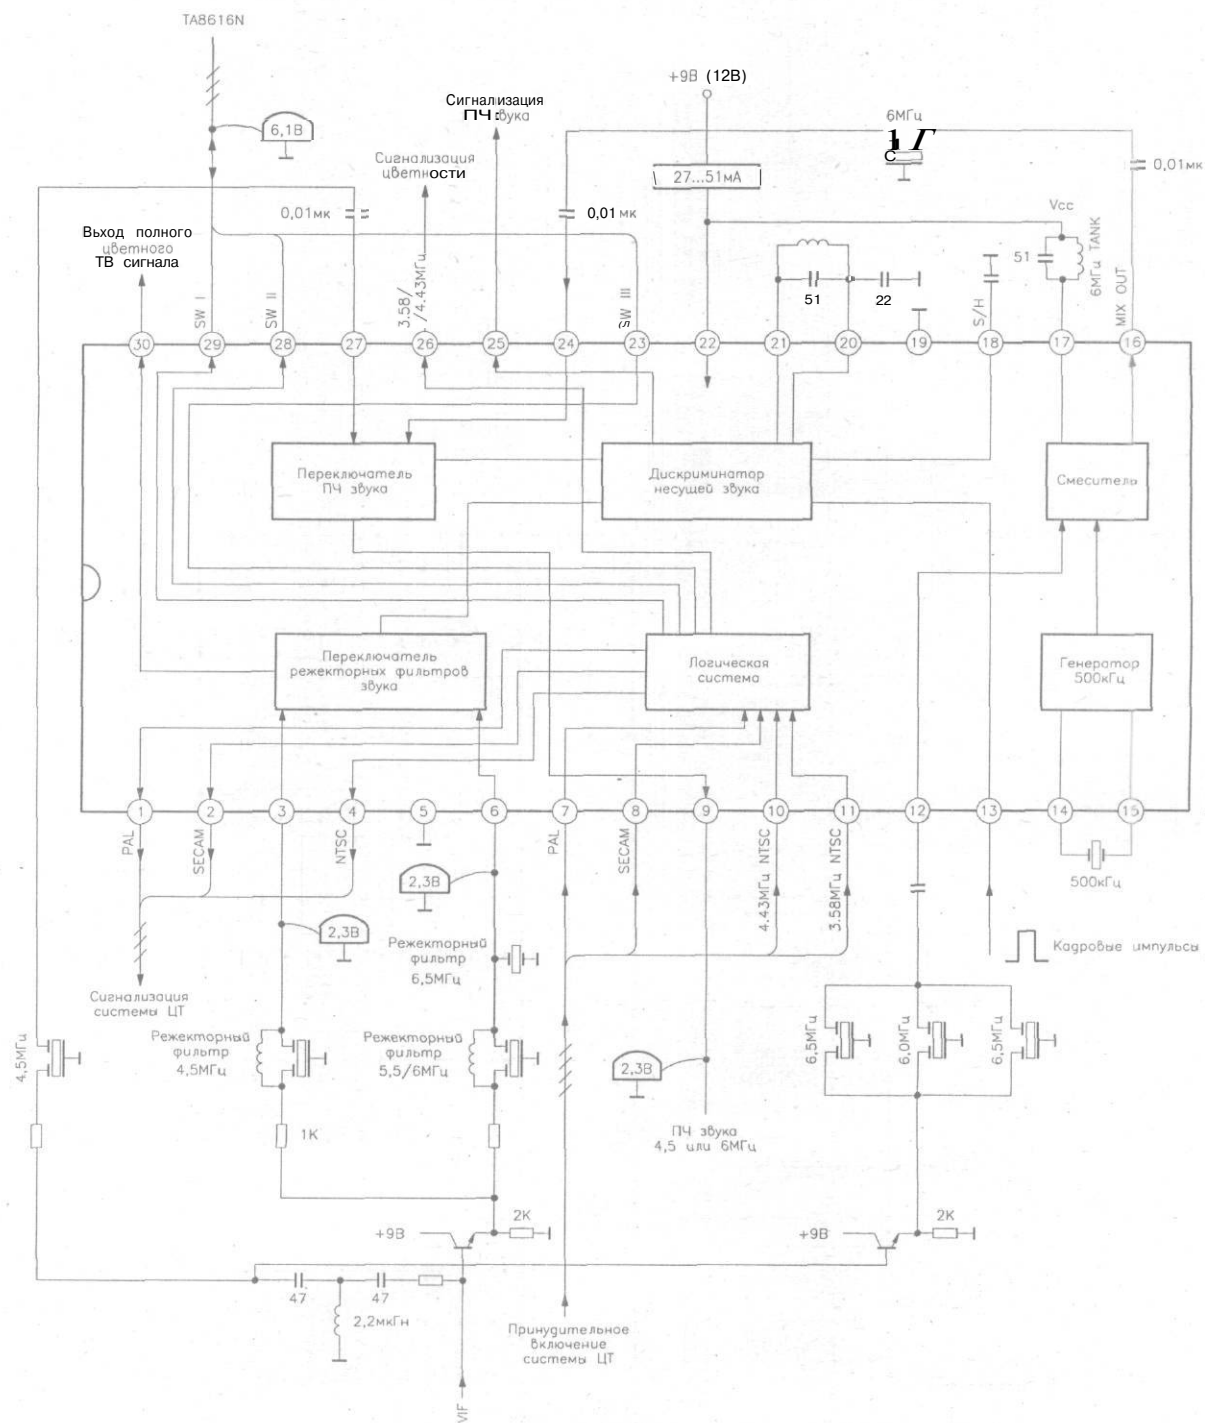 TA8616N
+9В (12В)
Сигнализация
ПЧ звука
6МГц
6,1В
Сигнализация
цветности
27...51мА
0,01мк
0,01мк
0,01мк
Vcc
Выход полного
цветного
ТВ сигнала
51
6МГц TANK
51
22
SW I
SW II
3.58/
/4.43МГц
SW III
S/H
MIX OUT
30
29
28
27
26
25
24
23
22
21
20
19
18
17
16
Переключатель
ПЧ звука
Дискриминатор
несущей звука
Смеситель
Переключатель
режекторных фильтров
звука
Логическая
система
Генератор
500кГц
1
2
3
4
5
6
7
8
9
10
11
12
13
14
15
PAL
SECAM
NTSC
PAL
SECAM
4.43МГц NTSC
3.58МГц NTSC
500кГц
2,3В
2,3В
Режекторный
фильтр
6,5МГц
Кадровые импульсы
Сигнализация
системы ЦТ
4,5МГц
Режекторный
фильтр
4,5МГц
Режекторный
фильтр
5,5/6МГц
2,3В
6,5МГц
6,0МГц
6,5МГц
1К
ПЧ звука
4,5 или 6МГц
+9В
2К
+9В
2К
47
47
2,2мкГн
Принудительное
включение
системы ЦТ
VIF